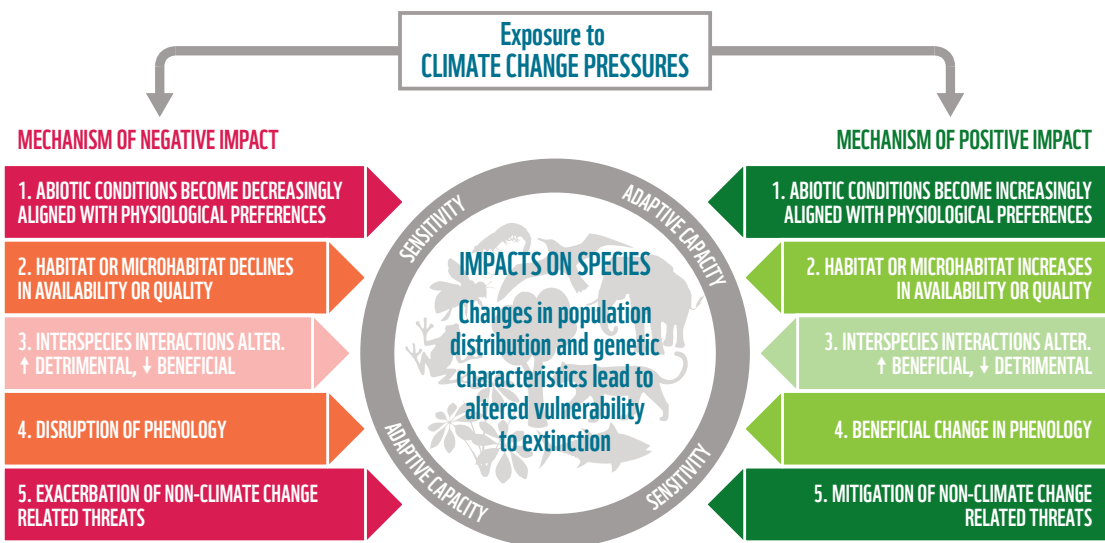 Exposure to
CLIMATE CHANGE PRESSURES
MECHANISM OF NEGATIVE IMPACT
1. ABIOTIC CONDITIONS BECOME DECREASINGLY
ALIGNED WITH PHYSIOLOGICAL PREFERENCES
2. HABITAT OR MICROHABITAT DECLINES
IN AVAILABILITY OR QUALITY
3. INTERSPECIES INTERACTIONS ALTER.
↑ DETRIMENTAL, ↓ BENEFICIAL
4. DISRUPTION OF PHENOLOGY
5. EXACERBATION OF NON-CLIMATE CHANGE
RELATED THREATS
SENSITIVITY
ADAPTIVE CAPACITY
IMPACTS ON SPECIES
Changes in population
distribution and genetic
characteristics lead to
altered vulnerability
to extinction
ADAPTIVE CAPACITY
SENSITIVITY
MECHANISM OF POSITIVE IMPACT
1. ABIOTIC CONDITIONS BECOME INCREASINGLY
ALIGNED WITH PHYSIOLOGICAL PREFERENCES
2. HABITAT OR MICROHABITAT INCREASES
IN AVAILABILITY OR QUALITY
3. INTERSPECIES INTERACTIONS ALTER.
↑ BENEFICIAL, ↓ DETRIMENTAL
4. BENEFICIAL CHANGE IN PHENOLOGY
5. MITIGATION OF NON-CLIMATE CHANGE
RELATED THREATS